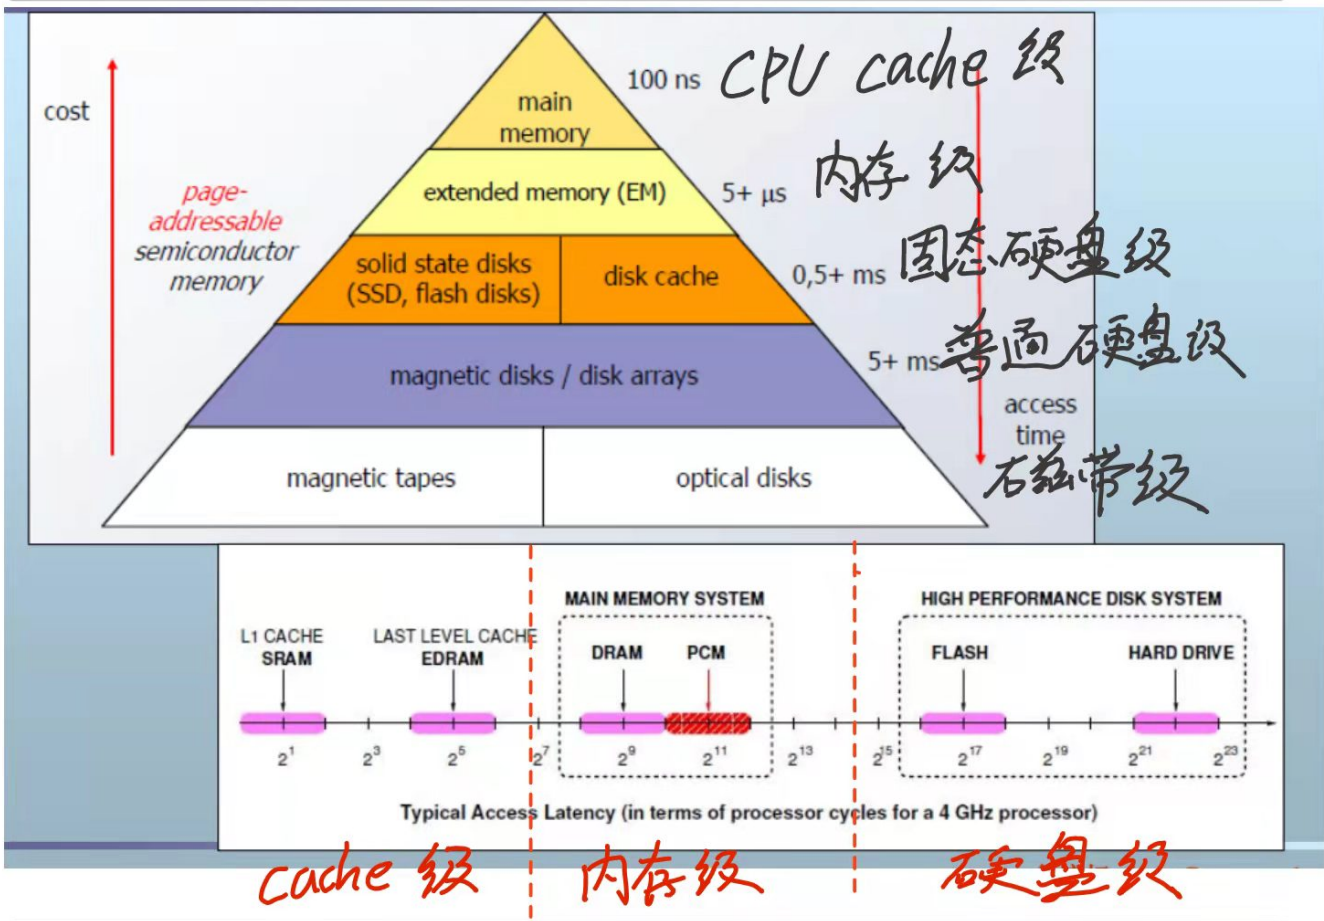 cost
page-
addressable
semiconductor
memory
main
memory
100 ns
CPU cache 级
extended memory (EM)
5+ μs
内存 级
solid state disks
(SSD, flash disks)
disk cache
0,5+ ms
固态硬盘级
magnetic disks / disk arrays
5+ ms
普通硬盘级
access
time
magnetic tapes
optical disks
磁带级
MAIN MEMORY SYSTEM
HIGH PERFORMANCE DISK SYSTEM
L1 CACHE
SRAM
LAST LEVEL CACHE
EDRAM
DRAM
PCM
FLASH
HARD DRIVE
2¹ 2³ 2⁵ 2⁷ 2⁹ 2¹¹ 2¹³ 2¹⁵ 2¹⁷ 2¹⁹ 2²¹ 2²³
Typical Access Latency (in terms of processor cycles for a 4 GHz processor)
cache 级
内存级
硬盘级